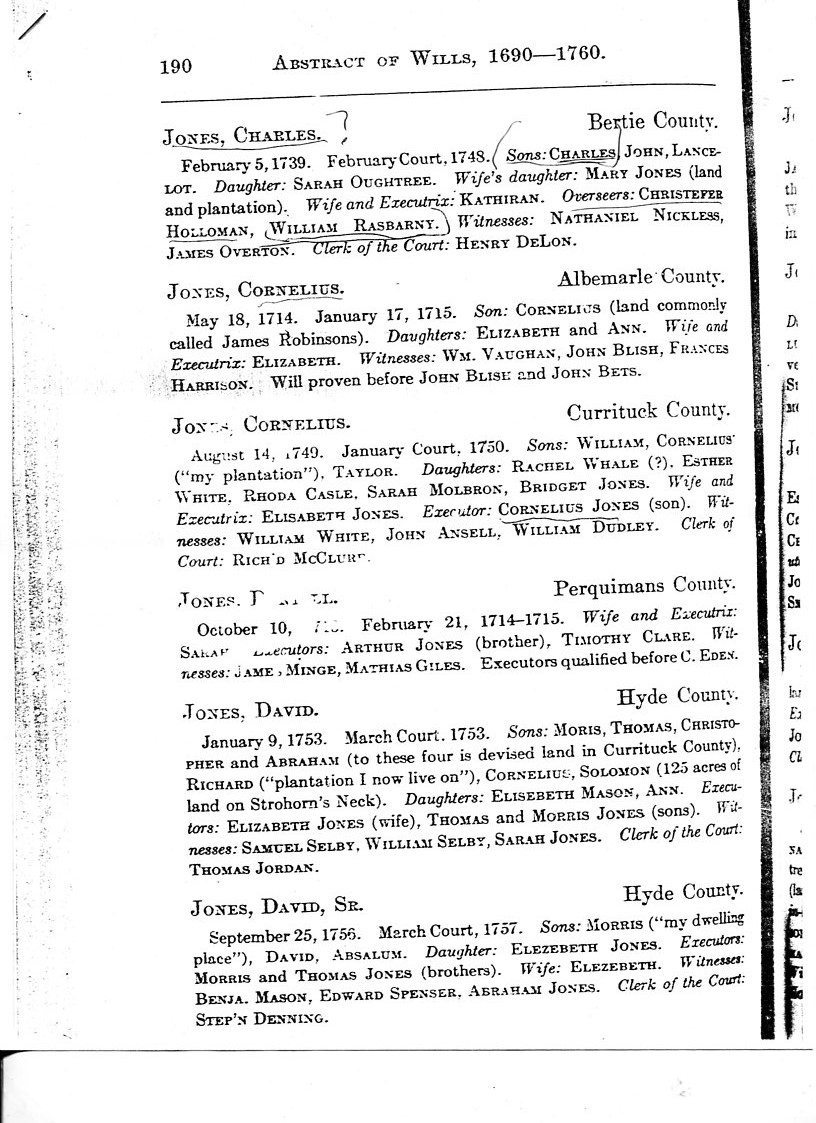 190 ABSTRACT OF WILLS, 1690—1760.
JONES, CHARLES. ? Bertie County.
February 5, 1739. February Court, 1748. Sons: CHARLES, JOHN, LANCE-
LOT. Daughter: SARAH OUGHTREE. Wife's daughter: MARY JONES (land
and plantation). Wife and Executrix: KATHIRAN. Overseers: CHRISTEFER
HOLLOMAN, WILLIAM RASBARNY. Witnesses: NATHANIEL NICKLESS,
JAMES OVERTON. Clerk of the Court: HENRY DELON.
JONES, CORNELIUS. Albemarle County.
May 18, 1714. January 17, 1715. Son: CORNELIUS (land commonly
called James Robinsons). Daughters: ELIZABETH and ANN. Wife and
Executrix: ELIZABETH. Witnesses: WM. VAUGHAN, JOHN BLISH, FRANCES
HARRISON. Will proven before JOHN BLISH and JOHN BETS.
JONES, CORNELIUS. Currituck County.
August 14, 1749. January Court, 1750. Sons: WILLIAM, CORNELIUS
("my plantation"), TAYLOR. Daughters: RACHEL WHALE (?), ESTHER
WHITE, RHODA CASLE, SARAH MOLBRON, BRIDGET JONES. Wife and
Executrix: ELISABETH JONES. Executor: CORNELIUS JONES (son). Wit-
nesses: WILLIAM WHITE, JOHN ANSELL, WILLIAM DUDLEY. Clerk of
Court: RICH'D
JONES. Perquimans County.
October 10, February 21, 1714–1715. Wife and Executrix:
SARAH Executors: ARTHUR JONES (brother), TIMOTHY CLARE. Wit-
nesses: JAMES MINGE, MATHIAS GILES. Executors qualified before C. EDEN.
JONES, DAVID. Hyde County.
January 9, 1753. March Court. 1753. Sons: MORIS, THOMAS, CHRISTO-
PHER and ABRAHAM (to these four is devised land in Currituck County),
RICHARD ("plantation I now live on"), CORNELIUS, SOLOMON (125 acres of
land on Strohorn's Neck). Daughters: ELISEBETH MASON, ANN. Execu-
tors: ELIZABETH JONES (wife), THOMAS and MORRIS JONES (sons). Wit-
nesses: SAMUEL SELBY, WILLIAM SELBY, SARAH JONES. Clerk of the Court:
THOMAS JORDAN.
JONES, DAVID, SR. Hyde County.
September 25, 1756. March Court, 1757. Sons: MORRIS ("my dwelling
place"), DAVID, ABSALUM. Daughter: ELEZEBETH JONES. Executors:
MORRIS and THOMAS JONES (brothers). Wife: ELEZEBETH. Witnesses:
BENJA. MASON, EDWARD SPENSER, ABRAHAM JONES. Clerk of the Court:
STEP'N DENNING.